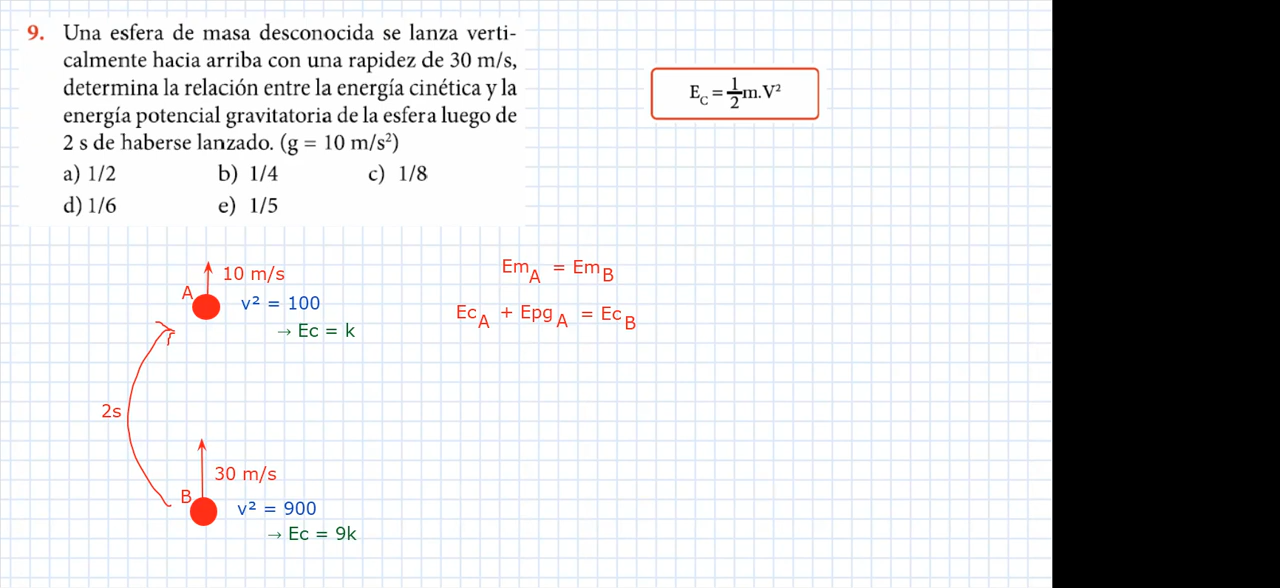 9. Una esfera de masa desconocida se lanza verti-
calmente hacia arriba con una rapidez de 30 m/s,
determina la relación entre la energía cinética y la
energía potencial gravitatoria de la esfera luego de
2 s de haberse lanzado. (g = 10 m/s²)
a) 1/2 b) 1/4 c) 1/8
d) 1/6 e) 1/5
E_C = 1/2 m.V²
10 m/s
A
v² = 100
→ Ec = k
Em_A = Em_B
Ec_A + Epg_A = Ec_B
2s
30 m/s
B
v² = 900
→ Ec = 9k